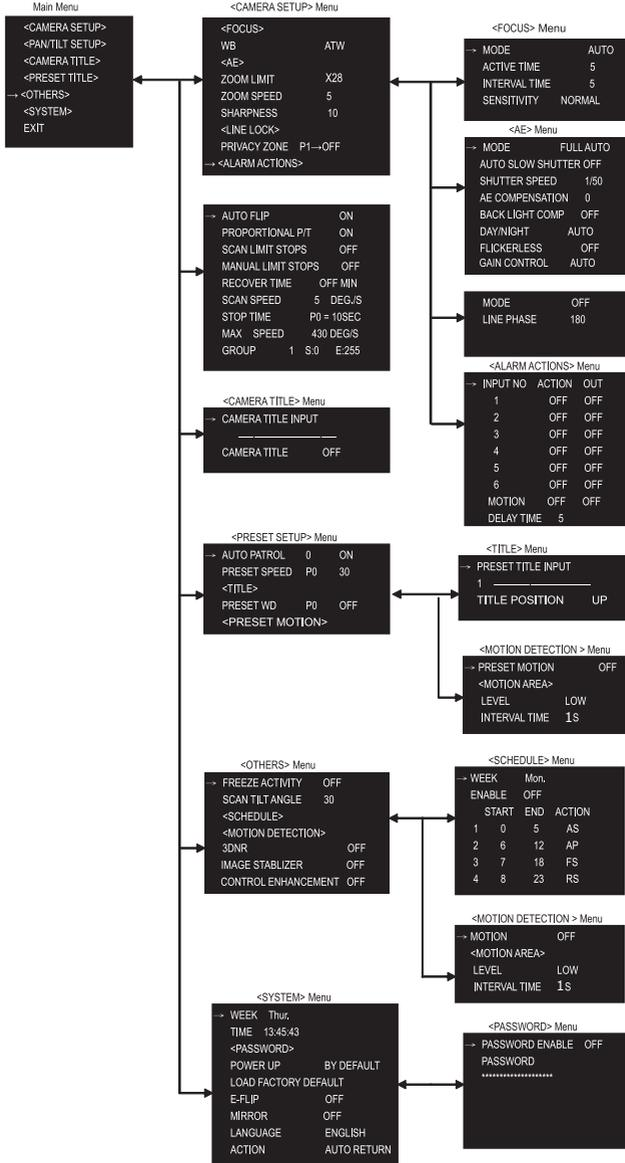 Main Menu
<CAMERA SETUP>
<PAN/TILT SETUP>
<CAMERA TITLE>
<PRESET TITLE>
→ <OTHERS>
<SYSTEM>
EXIT
<CAMERA SETUP> Menu
<FOCUS>
WB ATW
<AE>
ZOOM LIMIT X28
ZOOM SPEED 5
SHARPNESS 10
<LINE LOCK>
PRIVACY ZONE P1→OFF
→ <ALARM ACTIONS>
<FOCUS> Menu
→ MODE AUTO
ACTIVE TIME 5
INTERVAL TIME 5
SENSITIVITY NORMAL
<AE> Menu
→ MODE FULL AUTO
AUTO SLOW SHUTTER OFF
SHUTTER SPEED 1/50
AE COMPENSATION 0
BACK LIGHT COMP OFF
DAY/NIGHT AUTO
FLICKERLESS OFF
GAIN CONTROL AUTO
MODE OFF
LINE PHASE 180
<ALARM ACTIONS> Menu
→ INPUT NO ACTION OUT
1 OFF OFF
2 OFF OFF
3 OFF OFF
4 OFF OFF
5 OFF OFF
6 OFF OFF
MOTION OFF OFF
DELAY TIME 5
→ AUTO FLIP ON
PROPORTIONAL P/T ON
SCAN LIMIT STOPS OFF
MANUAL LIMIT STOPS OFF
RECOVER TIME OFF MIN
SCAN SPEED 5 DEG./S
STOP TIME P0 = 10SEC
MAX SPEED 430 DEG/S
GROUP 1 S:0 E:255
<CAMERA TITLE> Menu
→ CAMERA TITLE INPUT
CAMERA TITLE OFF
<PRESET SETUP> Menu
→ AUTO PATROL 0 ON
PRESET SPEED P0 30
<TITLE>
PRESET WD P0 OFF
<PRESET MOTION>
<TITLE> Menu
→ PRESET TITLE INPUT
1
TITLE POSITION UP
<MOTION DETECTION > Menu
→ PRESET MOTION OFF
<MOTION AREA>
LEVEL LOW
INTERVAL TIME 1S
<OTHERS> Menu
→ FREEZE ACTIVITY OFF
SCAN TILT ANGLE 30
<SCHEDULE>
<MOTION DETECTION>
3DNR OFF
IMAGE STABLIZER OFF
CONTROL ENHANCEMENT OFF
<SCHEDULE> Menu
→ WEEK Mon.
ENABLE OFF
START END ACTION
1 0 5 AS
2 6 12 AP
3 7 18 FS
4 8 23 RS
<MOTION DETECTION > Menu
→ MOTION OFF
<MOTION AREA>
LEVEL LOW
INTERVAL TIME 1S
<SYSTEM> Menu
→ WEEK Thur.
TIME 13:45:43
<PASSWORD>
POWER UP BY DEFAULT
LOAD FACTORY DEFAULT
E-FLIP OFF
MIRROR OFF
LANGUAGE ENGLISH
ACTION AUTO RETURN
<PASSWORD> Menu
→ PASSWORD ENABLE OFF
PASSWORD
********************